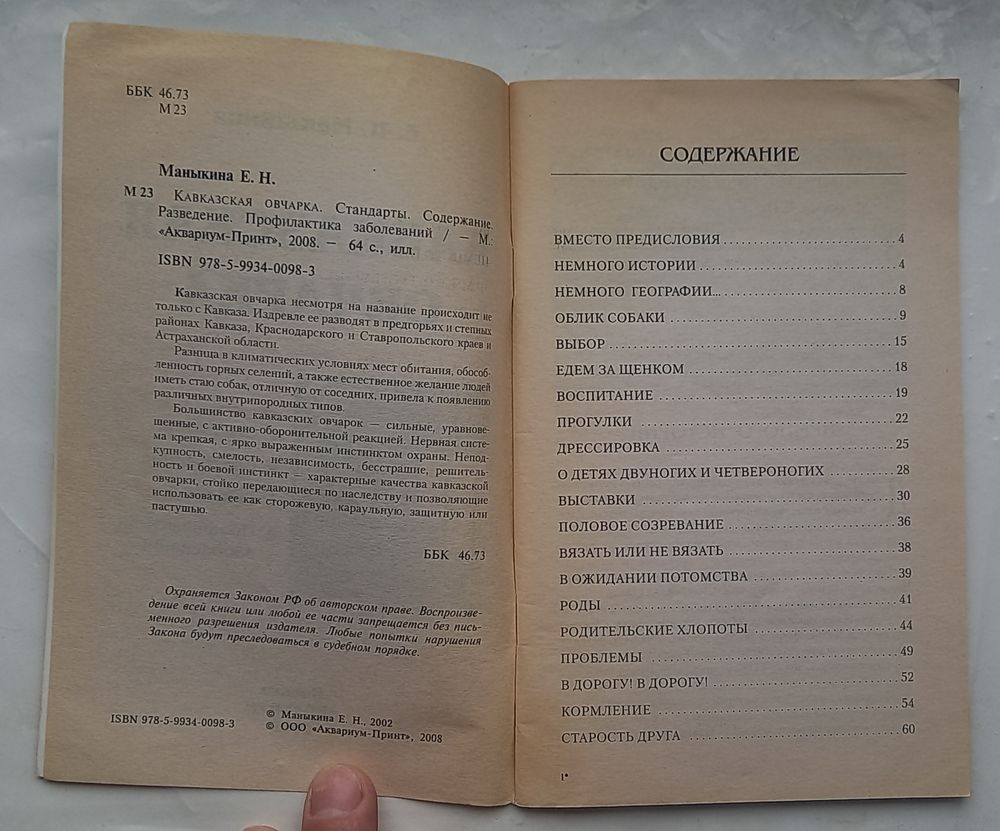 ББК 46.73
М 23
Маныкина Е. Н.
М 23 Кавказская овчарка. Стандарты. Содержание.
Разведение. Профилактика заболеваний / — М.:
«Аквариум-Принт», 2008. — 64 с., илл.
ISBN 978-5-9934-0098-3
Кавказская овчарка несмотря на название происходит не
только с Кавказа. Издревле ее разводят в предгорьях и степных
районах Кавказа, Краснодарского и Ставропольского краев и
Астраханской области.
Разница в климатических условиях мест обитания, обособ-
ленность горных селений, а также естественное желание людей
иметь стаю собак, отличную от соседних, привела к появлению
различных внутрипородных типов.
Большинство кавказских овчарок — сильные, уравнове-
шенные, с активно-оборонительной реакцией. Нервная систе-
ма крепкая, с ярко выраженным инстинктом охраны. Непод-
купность, смелость, независимость, бесстрашие, решитель-
ность и боевой инстинкт — характерные качества кавказской
овчарки, стойко передающиеся по наследству и позволяющие
использовать ее как сторожевую, караульную, защитную или
пастушью.
ББК 46.73
Охраняется Законом РФ об авторском праве. Воспроизве-
дение всей книги или любой ее части запрещается без пись-
менного разрешения издателя. Любые попытки нарушения
Закона будут преследоваться в судебном порядке.
ISBN 978-5-9934-0098-3
© Маныкина Е. Н., 2002
© ООО «Аквариум-Принт», 2008
СОДЕРЖАНИЕ
ВМЕСТО ПРЕДИСЛОВИЯ 4
НЕМНОГО ИСТОРИИ 4
НЕМНОГО ГЕОГРАФИИ... 8
ОБЛИК СОБАКИ 9
ВЫБОР 15
ЕДЕМ ЗА ЩЕНКОМ 18
ВОСПИТАНИЕ 19
ПРОГУЛКИ 22
ДРЕССИРОВКА 25
О ДЕТЯХ ДВУНОГИХ И ЧЕТВЕРОНОГИХ 28
ВЫСТАВКИ 30
ПОЛОВОЕ СОЗРЕВАНИЕ 36
ВЯЗАТЬ ИЛИ НЕ ВЯЗАТЬ 38
В ОЖИДАНИИ ПОТОМСТВА 39
РОДЫ 41
РОДИТЕЛЬСКИЕ ХЛОПОТЫ 44
ПРОБЛЕМЫ 49
В ДОРОГУ! В ДОРОГУ! 52
КОРМЛЕНИЕ 54
СТАРОСТЬ ДРУГА 60
1*